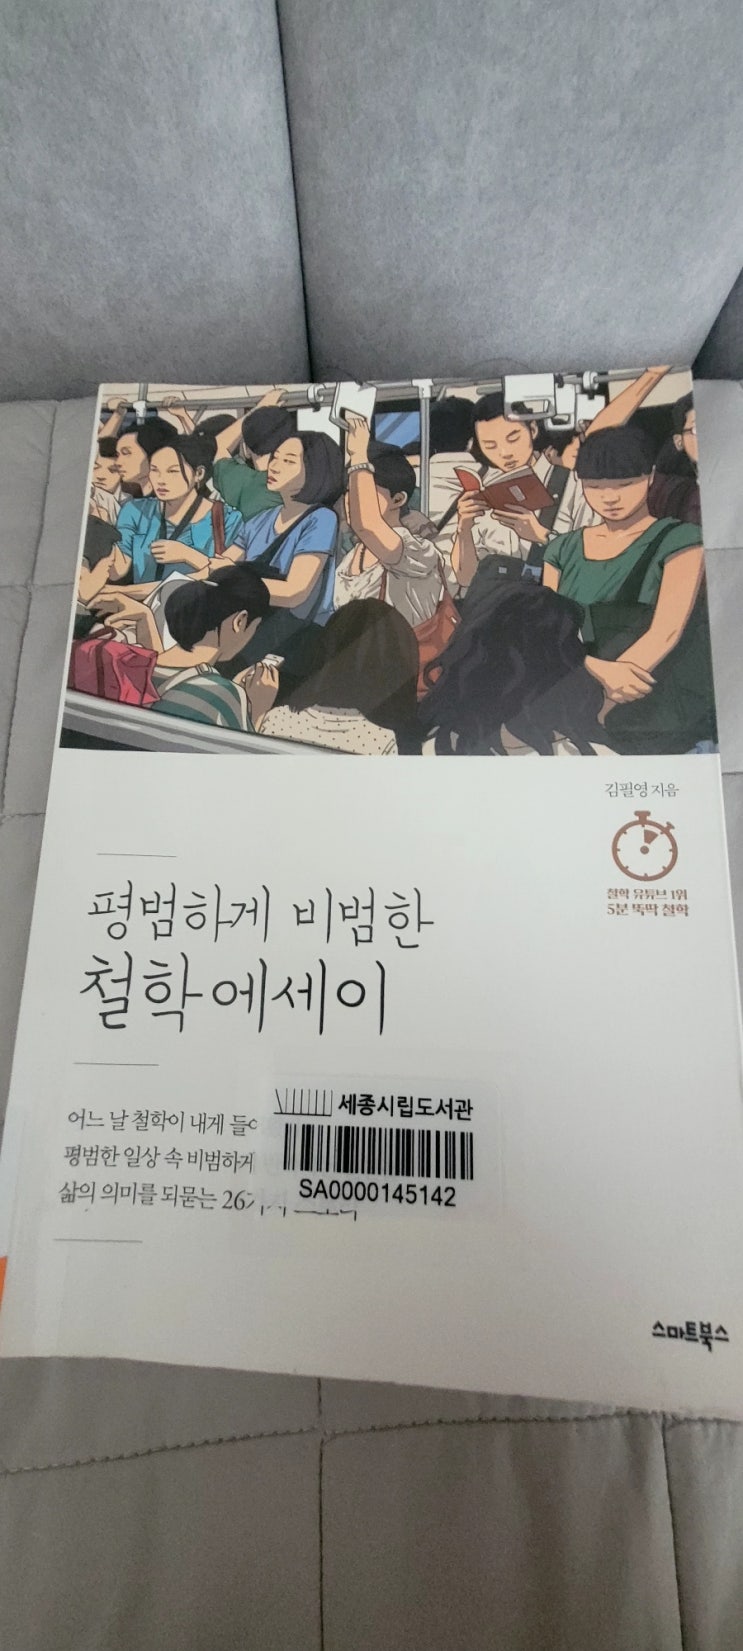 김필영 지음
철학 유튜브 1위
5분 뚝딱 철학
평범하게 비범한
철학 에세이
어느 날 철학이 내게
평범한 일상 속 비범하게
삶의 의미를 되묻는
세종시립도서관
SA0000145142
스마트북스